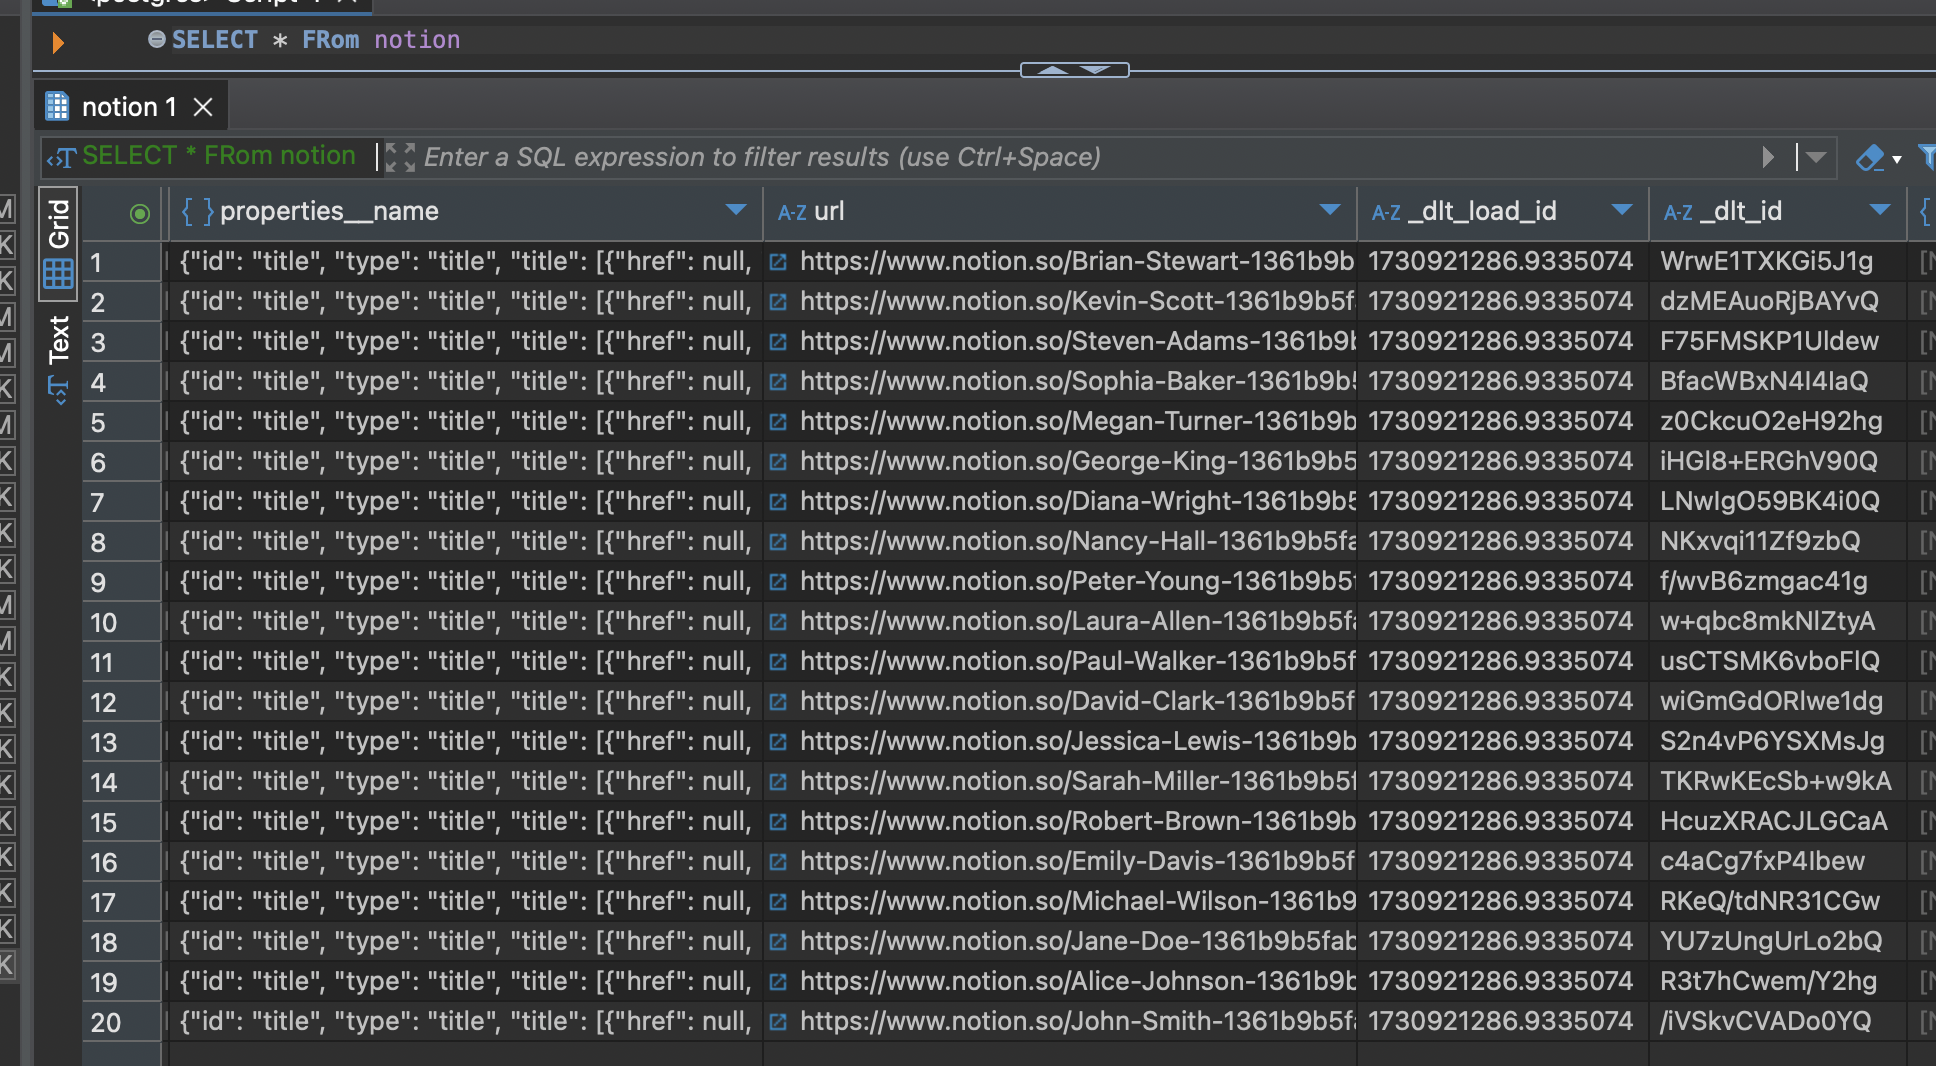 SELECT * FRom notion
notion 1
SELECT * FRom notion Enter a SQL expression to filter results (use Ctrl+Space)
Grid
Text
properties__name A-Z url A-Z _dlt_load_id A-Z _dlt_id
1 {"id": "title", "type": "title", "title": [{"href": null, https://www.notion.so/Brian-Stewart-1361b9b 1730921286.9335074 WrwE1TXKGi5J1g
2 {"id": "title", "type": "title", "title": [{"href": null, https://www.notion.so/Kevin-Scott-1361b9b5f 1730921286.9335074 dzMEAuoRjBAYvQ
3 {"id": "title", "type": "title", "title": [{"href": null, https://www.notion.so/Steven-Adams-1361b9b 1730921286.9335074 F75FMSKP1Uldew
4 {"id": "title", "type": "title", "title": [{"href": null, https://www.notion.so/Sophia-Baker-1361b9b5 1730921286.9335074 BfacWBxN4I4IaQ
5 {"id": "title", "type": "title", "title": [{"href": null, https://www.notion.so/Megan-Turner-1361b9b 1730921286.9335074 z0CkcuO2eH92hg
6 {"id": "title", "type": "title", "title": [{"href": null, https://www.notion.so/George-King-1361b9b5 1730921286.9335074 iHGl8+ERGhV90Q
7 {"id": "title", "type": "title", "title": [{"href": null, https://www.notion.so/Diana-Wright-1361b9b5 1730921286.9335074 LNwIgO59BK4i0Q
8 {"id": "title", "type": "title", "title": [{"href": null, https://www.notion.so/Nancy-Hall-1361b9b5fa 1730921286.9335074 NKxvqi11Zf9zbQ
9 {"id": "title", "type": "title", "title": [{"href": null, https://www.notion.so/Peter-Young-1361b9b5f 1730921286.9335074 f/wvB6zmgac41g
10 {"id": "title", "type": "title", "title": [{"href": null, https://www.notion.so/Laura-Allen-1361b9b5fa 1730921286.9335074 w+qbc8mkNlZtyA
11 {"id": "title", "type": "title", "title": [{"href": null, https://www.notion.so/Paul-Walker-1361b9b5f 1730921286.9335074 usCTSMK6vboFlQ
12 {"id": "title", "type": "title", "title": [{"href": null, https://www.notion.so/David-Clark-1361b9b5f 1730921286.9335074 wiGmGdORlwe1dg
13 {"id": "title", "type": "title", "title": [{"href": null, https://www.notion.so/Jessica-Lewis-1361b9b 1730921286.9335074 S2n4vP6YSXMsJg
14 {"id": "title", "type": "title", "title": [{"href": null, https://www.notion.so/Sarah-Miller-1361b9b5f 1730921286.9335074 TKRwKEcSb+w9kA
15 {"id": "title", "type": "title", "title": [{"href": null, https://www.notion.so/Robert-Brown-1361b9b 1730921286.9335074 HcuzXRACJLGCaA
16 {"id": "title", "type": "title", "title": [{"href": null, https://www.notion.so/Emily-Davis-1361b9b5f 1730921286.9335074 c4aCg7fxP4Ibew
17 {"id": "title", "type": "title", "title": [{"href": null, https://www.notion.so/Michael-Wilson-1361b9 1730921286.9335074 RKeQ/tdNR31CGw
18 {"id": "title", "type": "title", "title": [{"href": null, https://www.notion.so/Jane-Doe-1361b9b5fab 1730921286.9335074 YU7zUngUrLo2bQ
19 {"id": "title", "type": "title", "title": [{"href": null, https://www.notion.so/Alice-Johnson-1361b9b 1730921286.9335074 R3t7hCwem/Y2hg
20 {"id": "title", "type": "title", "title": [{"href": null, https://www.notion.so/John-Smith-1361b9b5fa 1730921286.9335074 /iVSkvCVADo0YQ